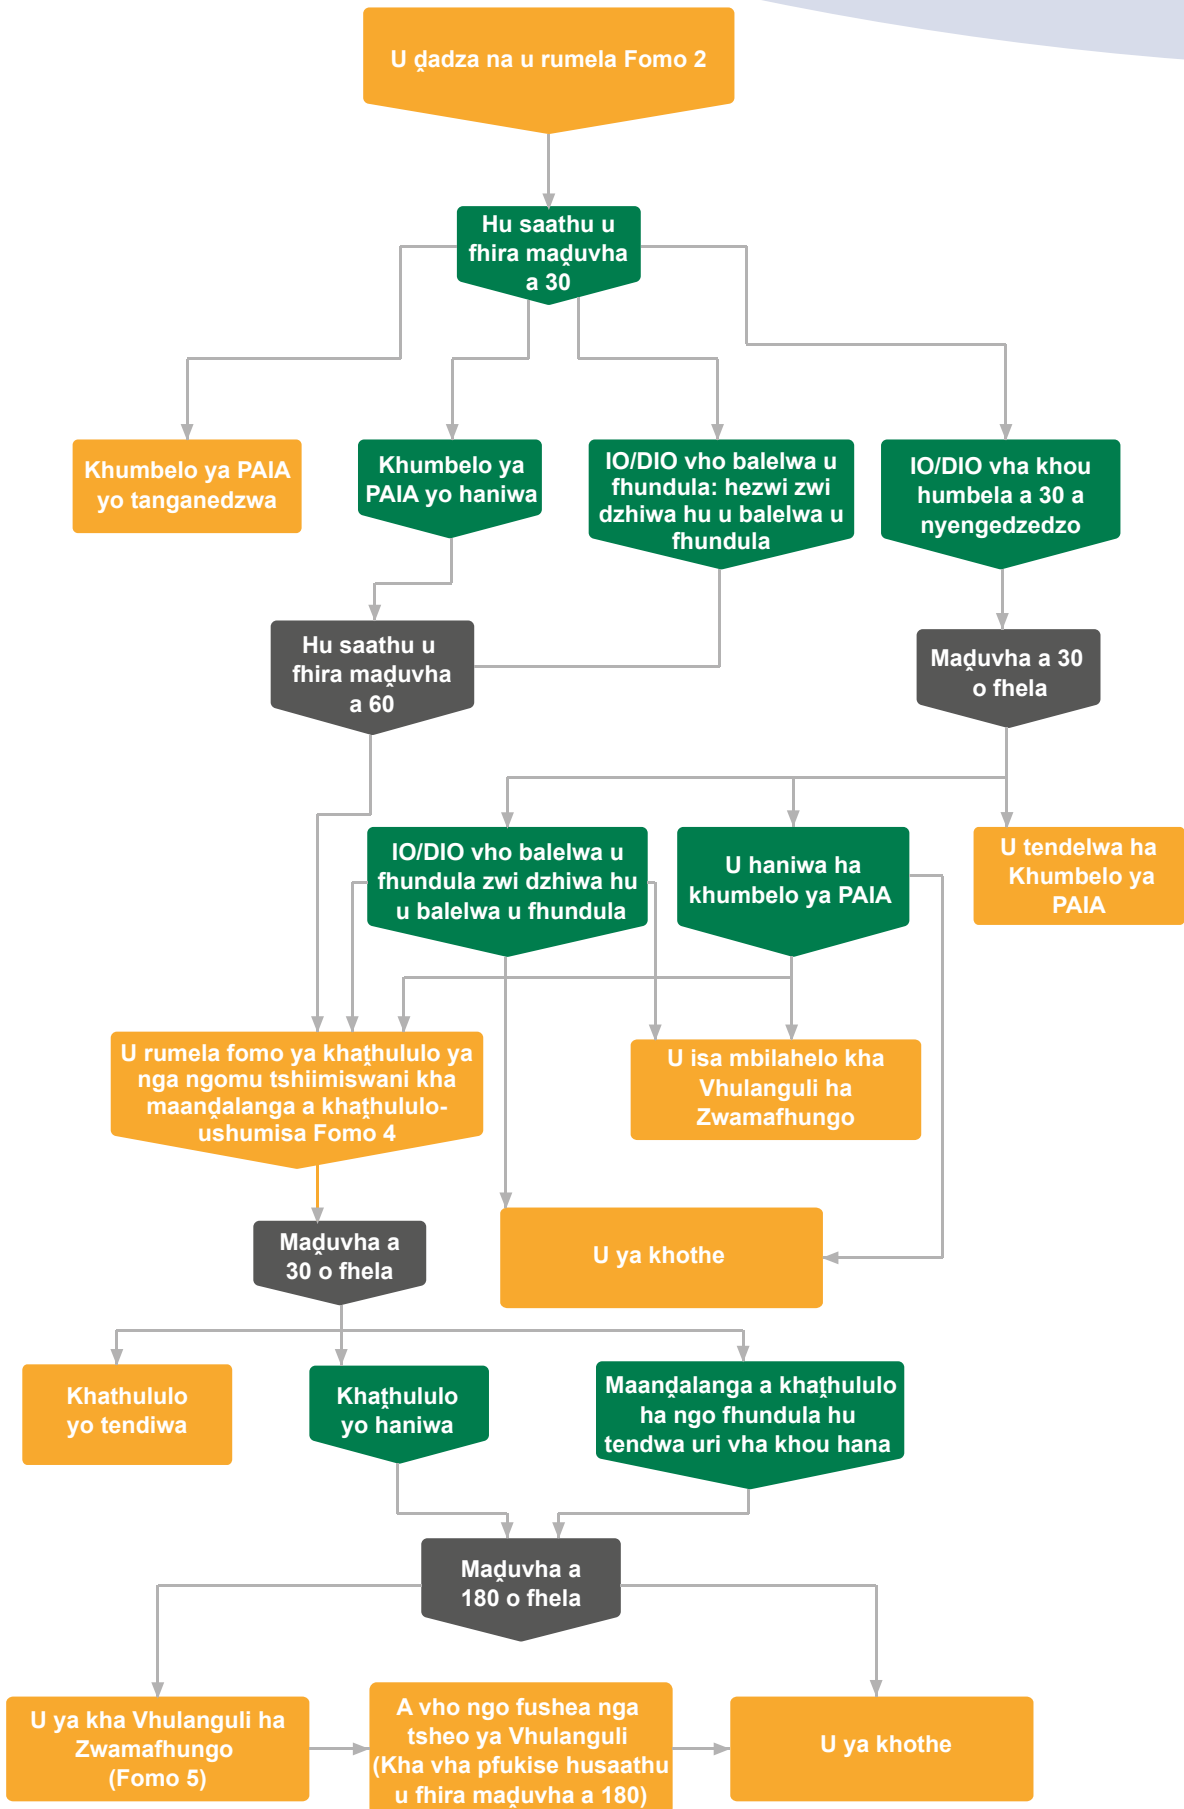 U ḓadza na u rumela Fomo 2
Hu saathu u
fhira maḓuvha
a 30
Khumbelo ya PAIA
yo tanganedzwa
Khumbelo ya
PAIA yo haniwa
IO/DIO vho balelwa u
fhundula: hezwi zwi
dzhiwa hu u balelwa u
fhundula
IO/DIO vha khou
humbela a 30 a
nyengedzedzo
Hu saathu u
fhira maḓuvha
a 60
Maḓuvha a 30
o fhela
IO/DIO vho balelwa u
fhundula zwi dzhiwa hu
u balelwa u fhundula
U haniwa ha
khumbelo ya PAIA
U tendelwa ha
Khumbelo ya
PAIA
U rumela fomo ya khaṱhululo ya
nga ngomu tshiimiswani kha
maanḓalanga a khaṱhululo-
ushumisa Fomo 4
U isa mbilahelo kha
Vhulanguli ha
Zwamafhungo
Maḓuvha a
30 o fhela
U ya khothe
Khathululo
yo tendiwa
Khaṱhululo
yo haniwa
Maanḓalanga a khaṱhululo
ha ngo fhundula hu
tendwa uri vha khou hana
Maḓuvha a
180 o fhela
U ya kha Vhulanguli ha
Zwamafhungo
(Fomo 5)
A vho ngo fushea nga
tsheo ya Vhulanguli
(Kha vha pfukise husaathu
u fhira maḓuvha a 180)
U ya khothe